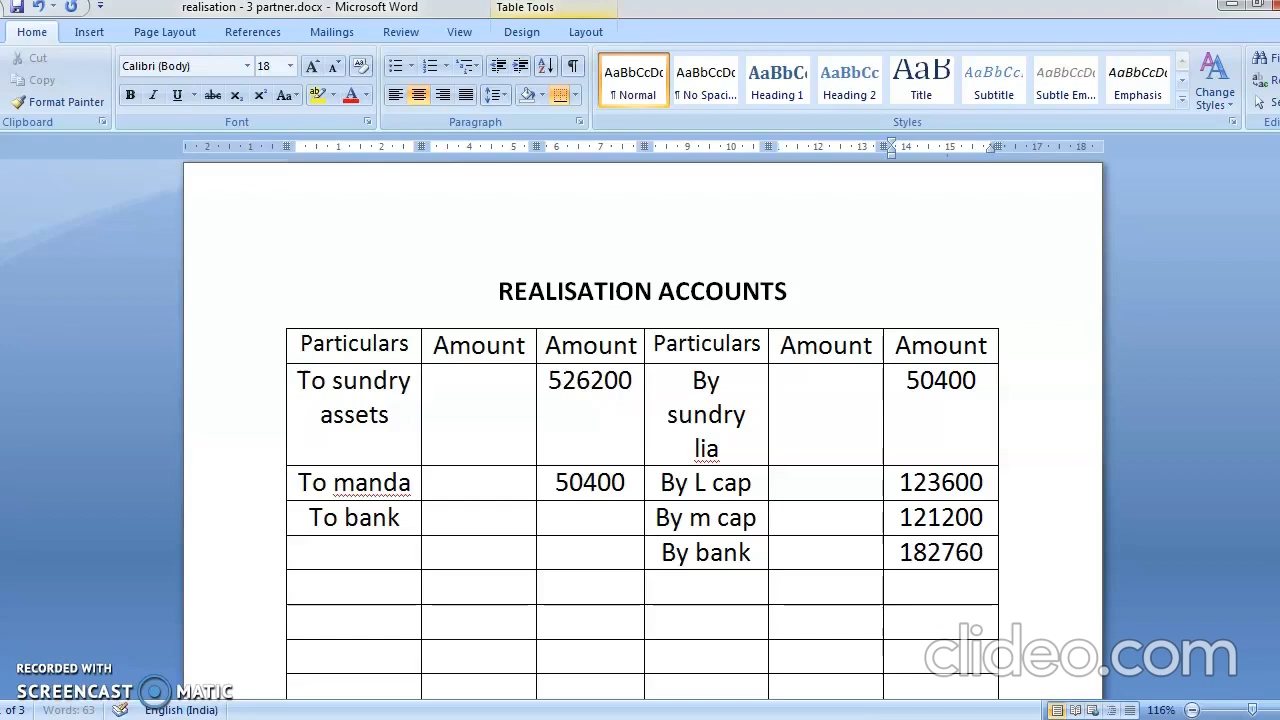 realisation - 3 partner.docx - Microsoft Word
Table Tools
Home Insert Page Layout References Mailings Review View Design Layout
Cut
Copy
Format Painter
Clipboard
Calibri (Body) 18
Font
Paragraph
AaBbCcDc AaBbCcDc AaBbCc AaBbCc AaB AaBbCc. AaBbCcDc AaBbCcDc
¶ Normal ¶ No Spaci... Heading 1 Heading 2 Title Subtitle Subtle Em... Emphasis
Change
Styles
Styles
REALISATION ACCOUNTS
Particulars Amount Amount Particulars Amount Amount
To sundry assets 526200 By sundry lia 50400
To manda 50400 By L cap 123600
To bank By m cap 121200
By bank 182760
clideo.com
RECORDED WITH
SCREENCAST MATIC
of 3 Words: 63 English (India) 116%